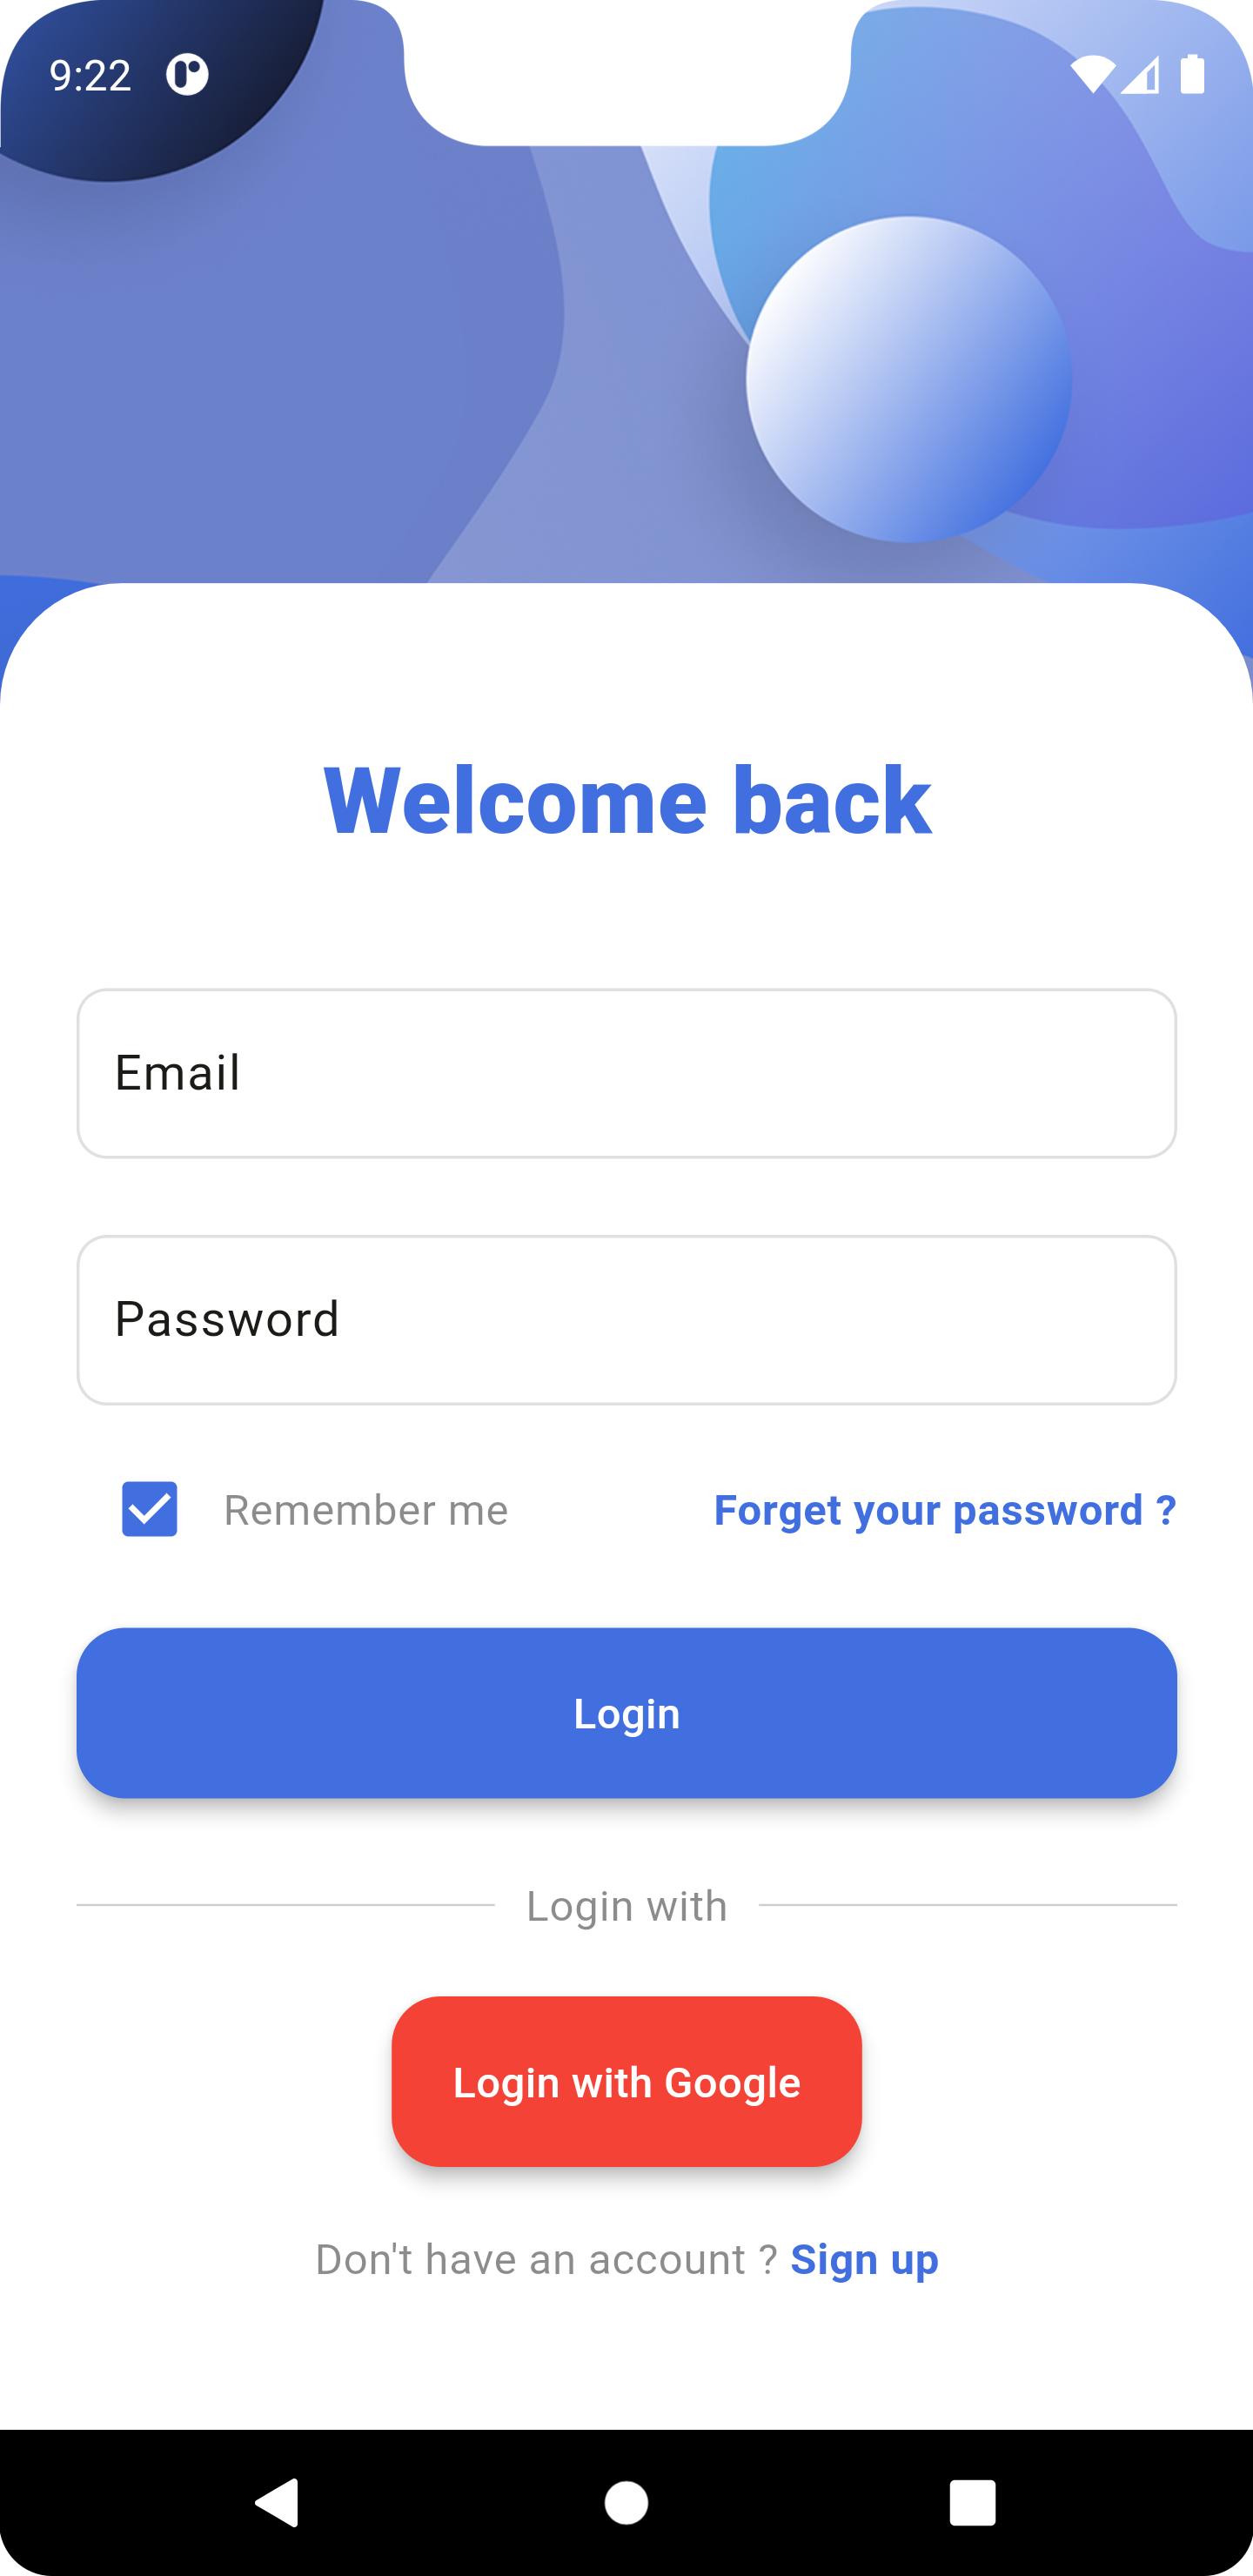 9:22
Welcome back
Email
Password
Remember me
Forget your password ?
Login
Login with
Login with Google
Don't have an account ? Sign up